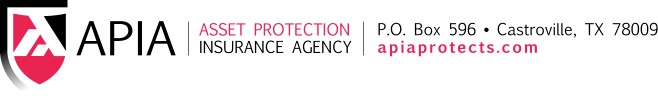 APIA
ASSET PROTECTION
INSURANCE AGENCY
P.O. Box 596 • Castroville, TX 78009
apiaprotects.com